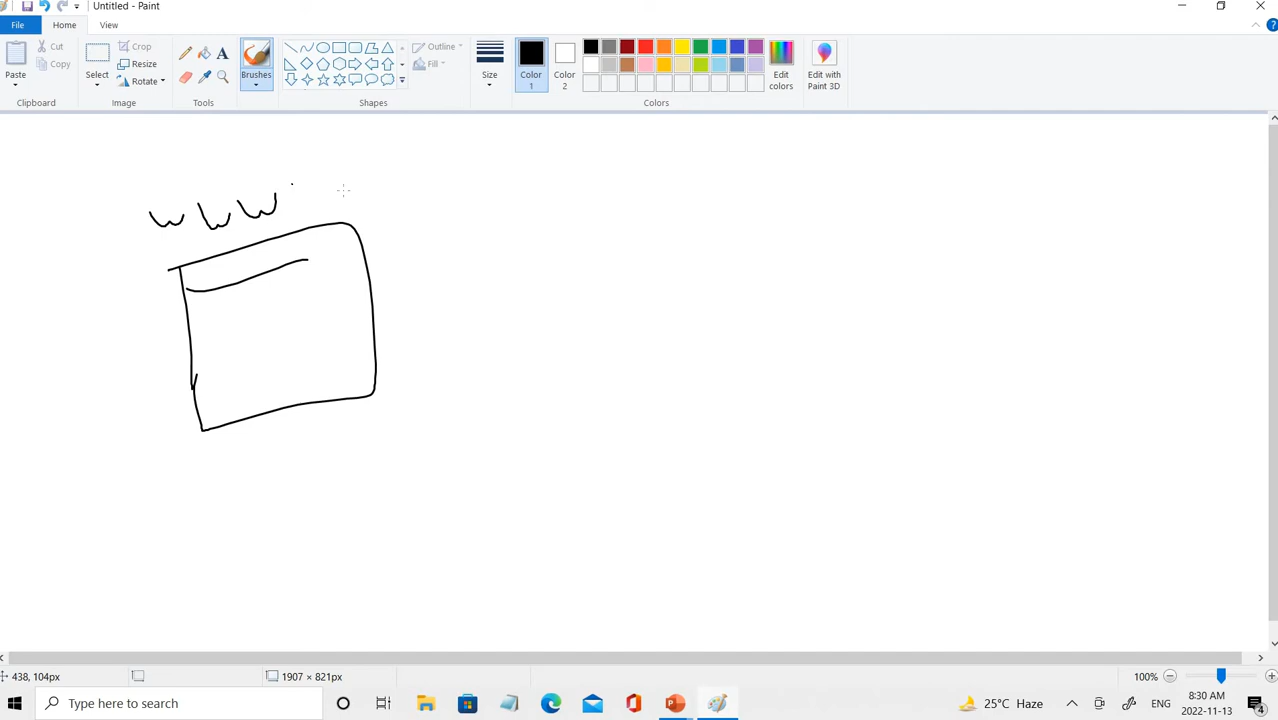 Untitled - Paint
File Home View
Paste
Cut
Copy
Clipboard
Select
Crop
Resize
Rotate
Image
Tools
Brushes
Shapes
Outline
Fill
Size
Color 1
Color 2
Edit colors
Edit with Paint 3D
Colors
W W W
438, 104px
1907 × 821px
100%
Type here to search
25°C Haze
ENG
8:30 AM
2022-11-13
4